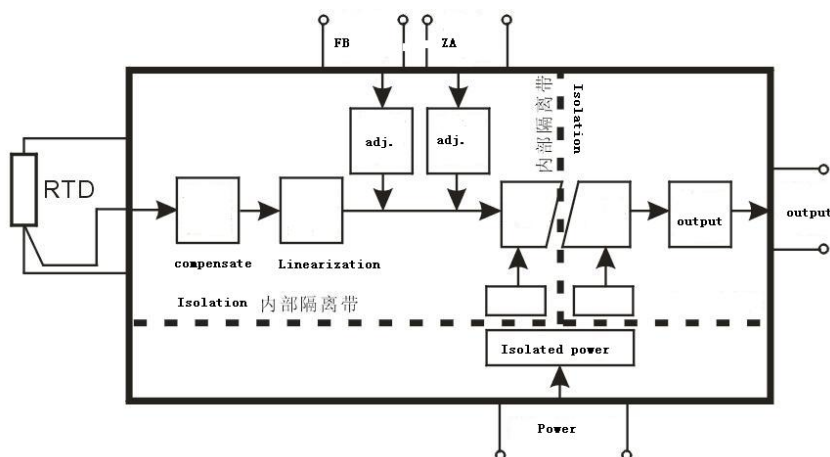 FB
ZA
内部隔离带
Isolation
adj.
adj.
RTD
output
output
compensate
Linearization
Isolation 内部隔离带
Isolated power
Power